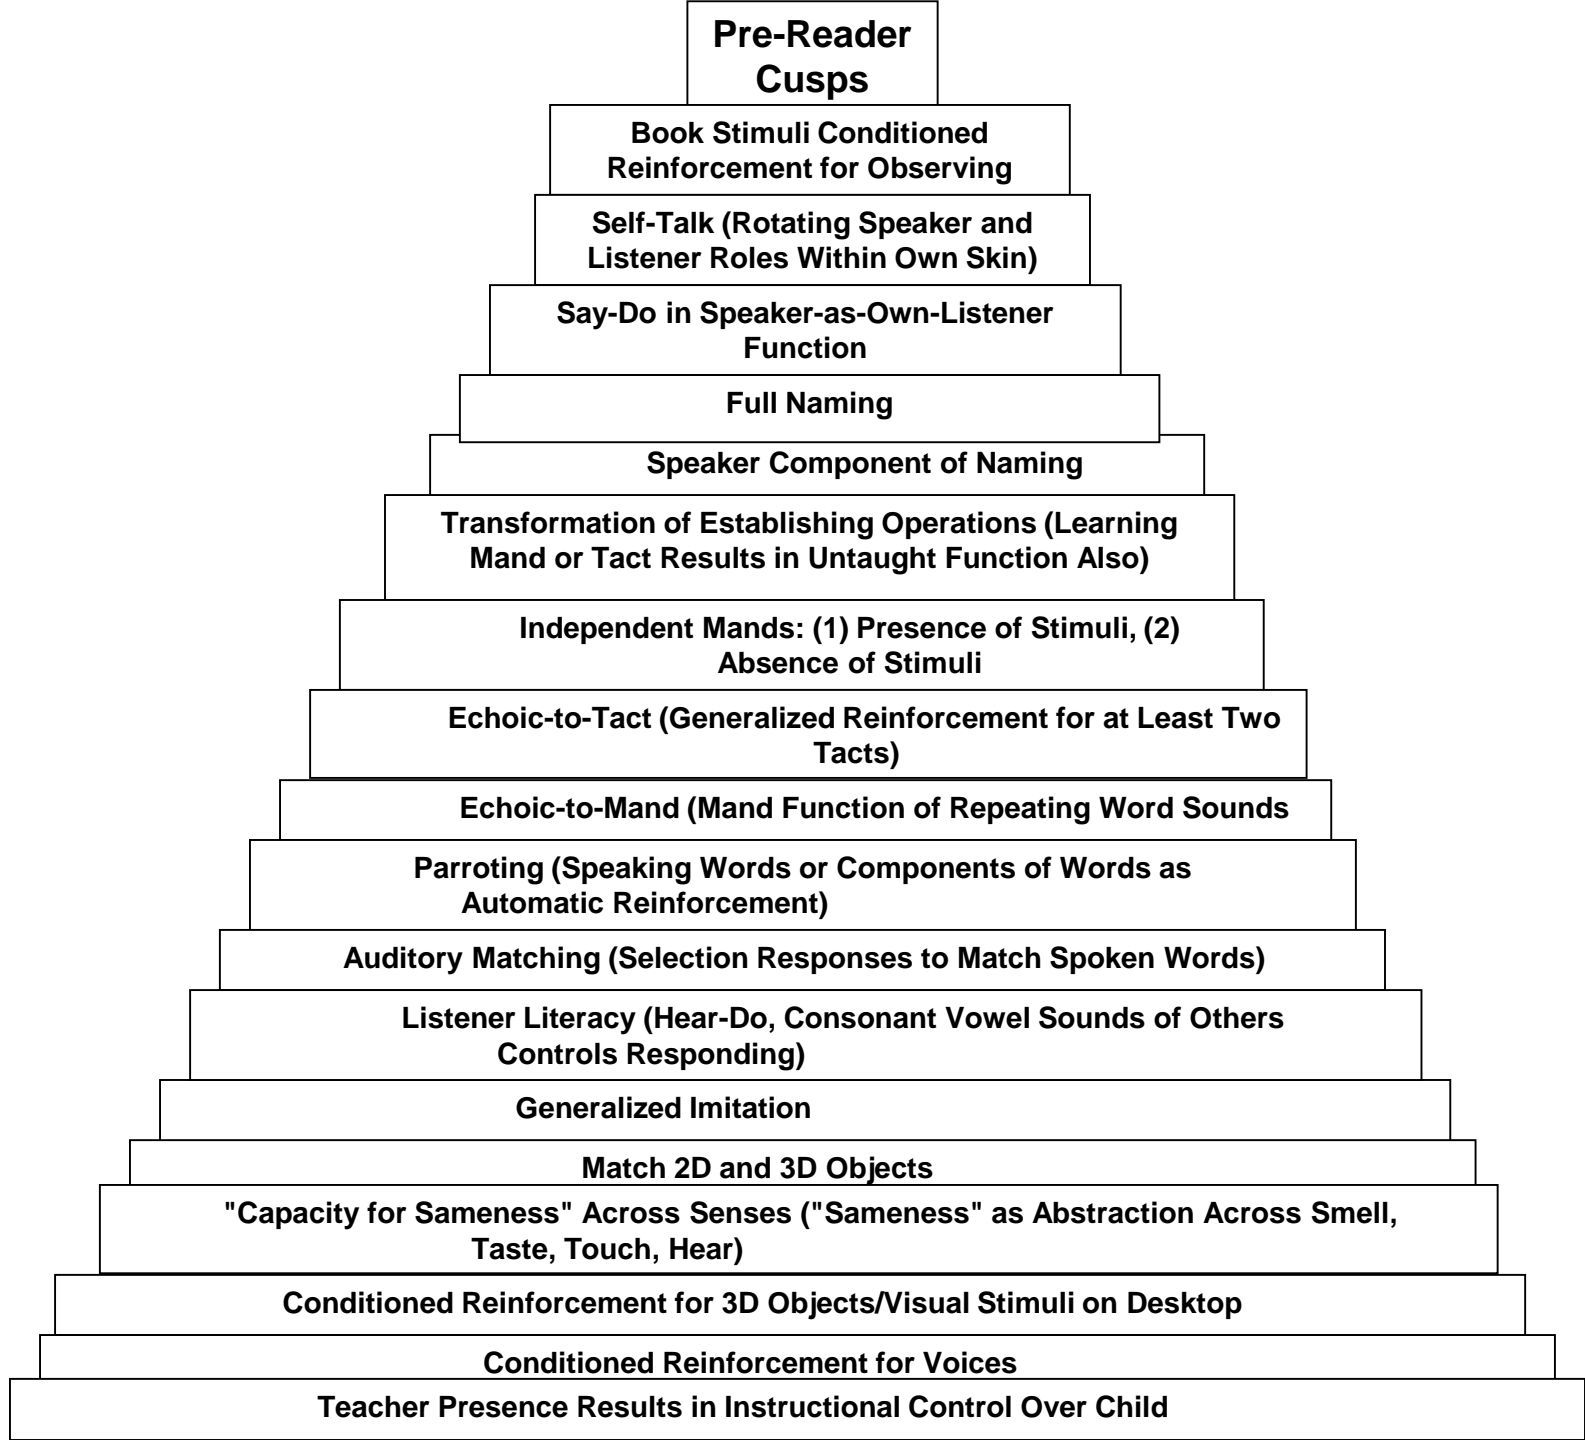 Pre-Reader
Cusps
Book Stimuli Conditioned
Reinforcement for Observing
Self-Talk (Rotating Speaker and
Listener Roles Within Own Skin)
Say-Do in Speaker-as-Own-Listener
Function
Full Naming
Speaker Component of Naming
Transformation of Establishing Operations (Learning
Mand or Tact Results in Untaught Function Also)
Independent Mands: (1) Presence of Stimuli, (2)
Absence of Stimuli
Echoic-to-Tact (Generalized Reinforcement for at Least Two
Tacts)
Echoic-to-Mand (Mand Function of Repeating Word Sounds
Parroting (Speaking Words or Components of Words as
Automatic Reinforcement)
Auditory Matching (Selection Responses to Match Spoken Words)
Listener Literacy (Hear-Do, Consonant Vowel Sounds of Others
Controls Responding)
Generalized Imitation
Match 2D and 3D Objects
"Capacity for Sameness" Across Senses ("Sameness" as Abstraction Across Smell,
Taste, Touch, Hear)
Conditioned Reinforcement for 3D Objects/Visual Stimuli on Desktop
Conditioned Reinforcement for Voices
Teacher Presence Results in Instructional Control Over Child